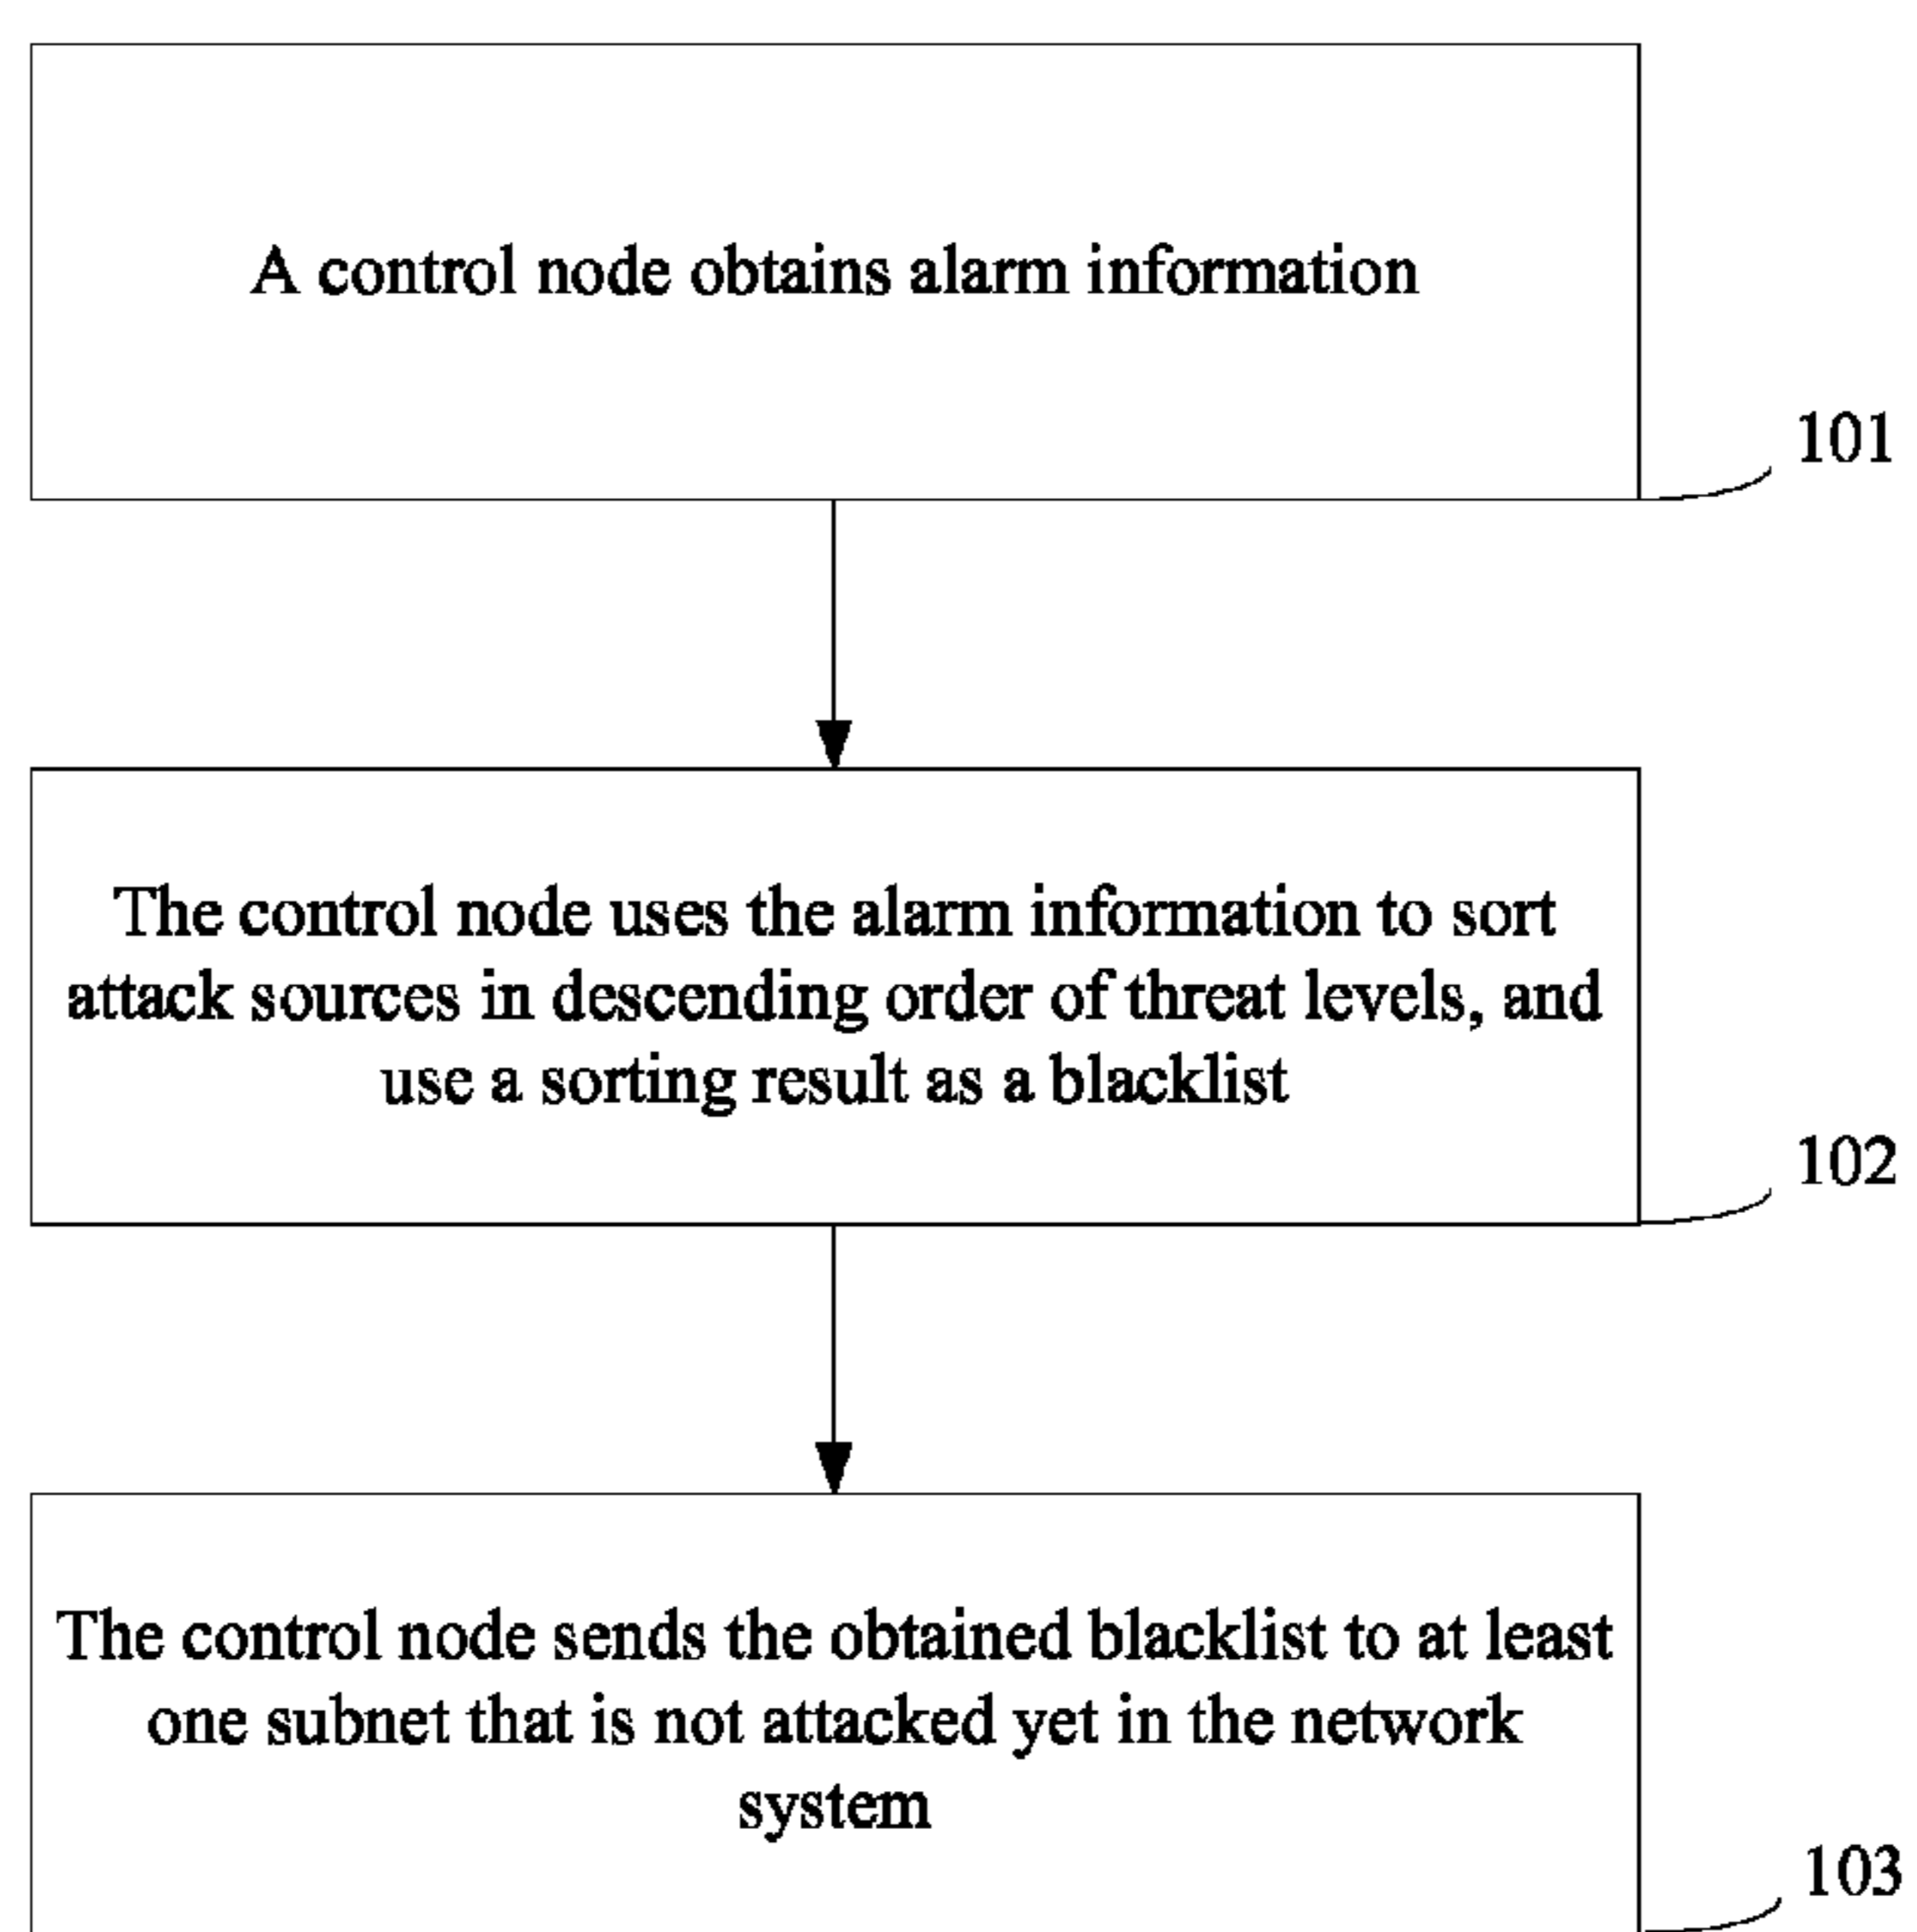 A control node obtains alarm information
101
The control node uses the alarm information to sort
attack sources in descending order of threat levels, and
use a sorting result as a blacklist
102
The control node sends the obtained blacklist to at least
one subnet that is not attacked yet in the network
system
103